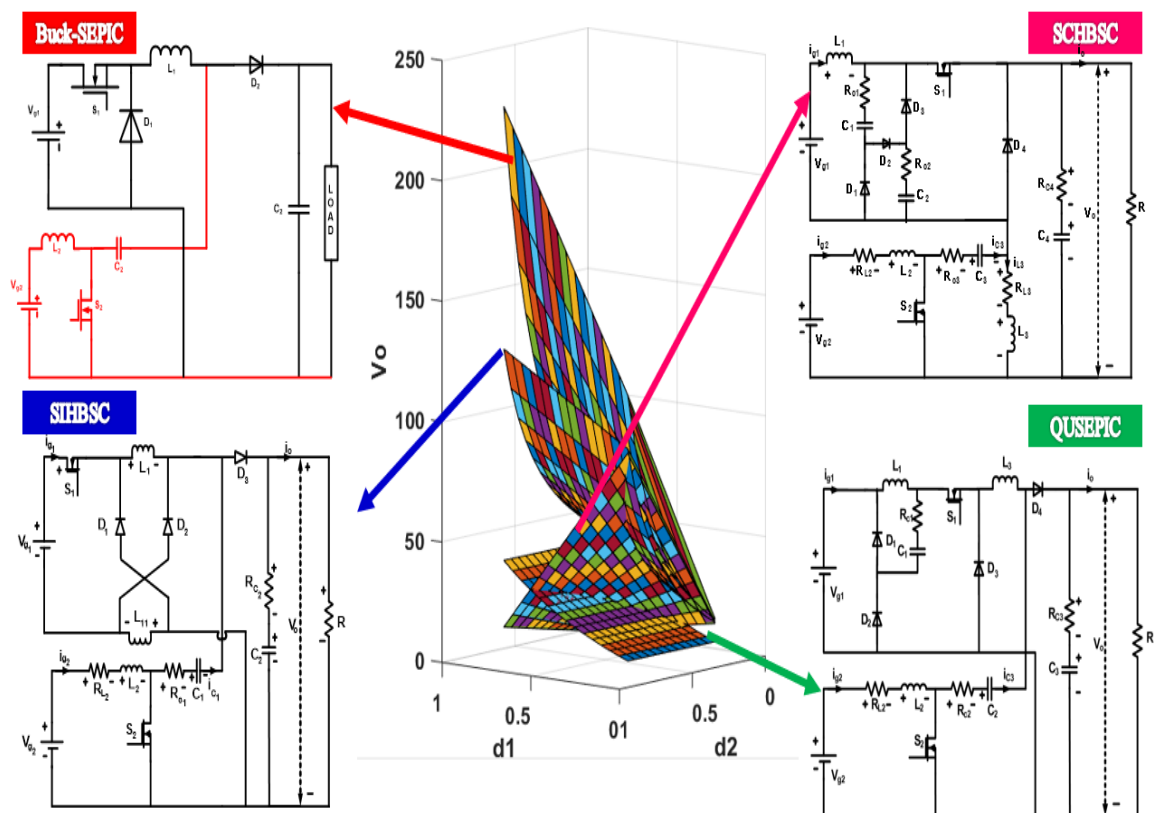 Buck-SEPIC
L1
D2
Vg1
+
-
S1
D1
C2
LOAD
L2
C2
Vg2
+
-
S2
SIHBSC
ig1
S1
+ L1 -
D3
io
+
D1
D2
Vg1
+
-
RC2
+
-
C2
+
-
Vo
R
+
-
- L11 +
ig2
+ RL2 -
+ L2 -
+ Ro1 -
+ C1 -
ic1
S2
Vg2
+
-
-
250
200
150
100
50
0
Vo
1
0.5
01
0.5
0
d1
d2
SCHBSC
ig1
L1
+ -
S1
io
+
Ro1
D3
C1
D2
Ro2
D1
C2
D4
Vg1
+
-
RC4
+
-
C4
+
-
Vo
R
ig2
+RL2-
+ L2 -
+ Ro3 -
+ -
C3
ic3
iL3
+
RL3
-
+
L3
-
S2
Vg2
+
-
-
QUSEPIC
ig1
L1
S1
L3
D4
io
+
D1
Rc1
C1
D2
D3
Vg1
+
-
RC3
+
-
C3
+
-
Vo
R
ig2
+ RL2 -
+ L2 -
+ Rc2 -
+ -
C2
iC3
S2
Vg2
+
-
-